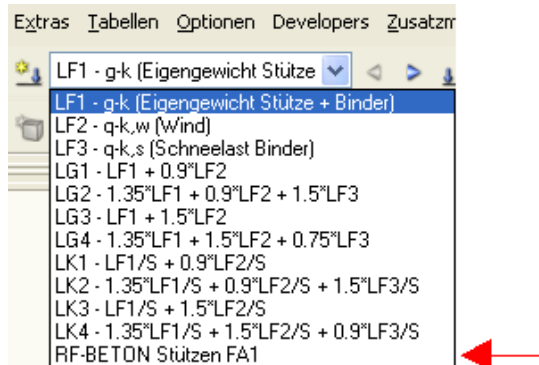 Extras Tabellen Optionen Developers Zusatzm
LF1 - g-k (Eigengewicht Stütze
LF1 - g-k (Eigengewicht Stütze + Binder)
LF2 - q-k,w (Wind)
LF3 - q-k,s (Schneelast Binder)
LG1 - LF1 + 0.9*LF2
LG2 - 1.35*LF1 + 0.9*LF2 + 1.5*LF3
LG3 - LF1 + 1.5*LF2
LG4 - 1.35*LF1 + 1.5*LF2 + 0.75*LF3
LK1 - LF1/S + 0.9*LF2/S
LK2 - 1.35*LF1/S + 0.9*LF2/S + 1.5*LF3/S
LK3 - LF1/S + 1.5*LF2/S
LK4 - 1.35*LF1/S + 1.5*LF2/S + 0.9*LF3/S
RF-BETON Stützen FA1